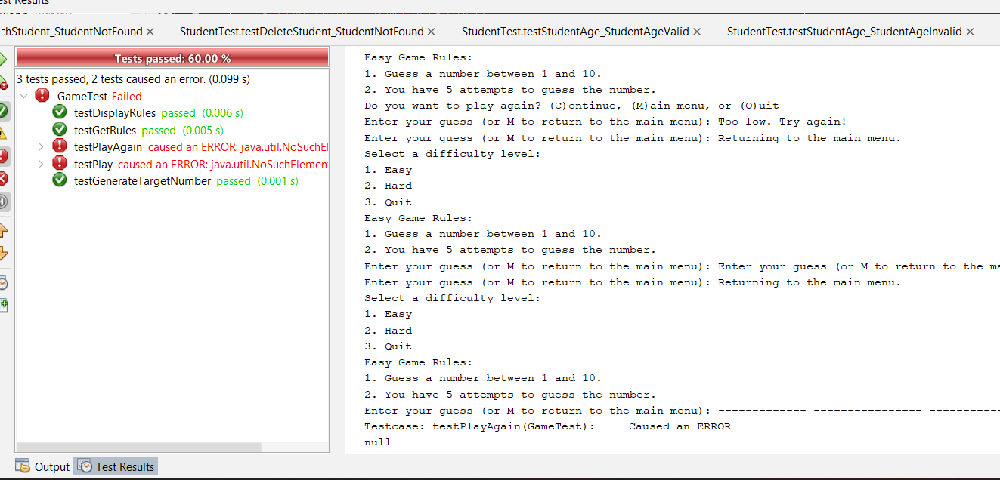 est Results
chStudent_StudentNotFound
StudentTest.testDeleteStudent_StudentNotFound
StudentTest.testStudentAge_StudentAgeValid
StudentTest.testStudentAge_StudentAgeInvalid
Tests passed: 60.00 %
3 tests passed, 2 tests caused an error. (0.099 s)
GameTest Failed
testDisplayRules passed (0.006 s)
testGetRules passed (0.005 s)
testPlayAgain caused an ERROR: java.util.NoSuchEl
testPlay caused an ERROR: java.util.NoSuchElemen
testGenerateTargetNumber passed (0.001 s)
Easy Game Rules:
1. Guess a number between 1 and 10.
2. You have 5 attempts to guess the number.
Do you want to play again? (C)ontinue, (M)ain menu, or (Q)uit
Enter your guess (or M to return to the main menu): Too low. Try again!
Enter your guess (or M to return to the main menu): Returning to the main menu.
Select a difficulty level:
1. Easy
2. Hard
3. Quit
Easy Game Rules:
1. Guess a number between 1 and 10.
2. You have 5 attempts to guess the number.
Enter your guess (or M to return to the main menu): Enter your guess (or M to return to the ma
Enter your guess (or M to return to the main menu): Returning to the main menu.
Select a difficulty level:
1. Easy
2. Hard
3. Quit
Easy Game Rules:
1. Guess a number between 1 and 10.
2. You have 5 attempts to guess the number.
Enter your guess (or M to return to the main menu): ------------- ---------------- -----------
Testcase: testPlayAgain(GameTest): Caused an ERROR
null
Output
Test Results